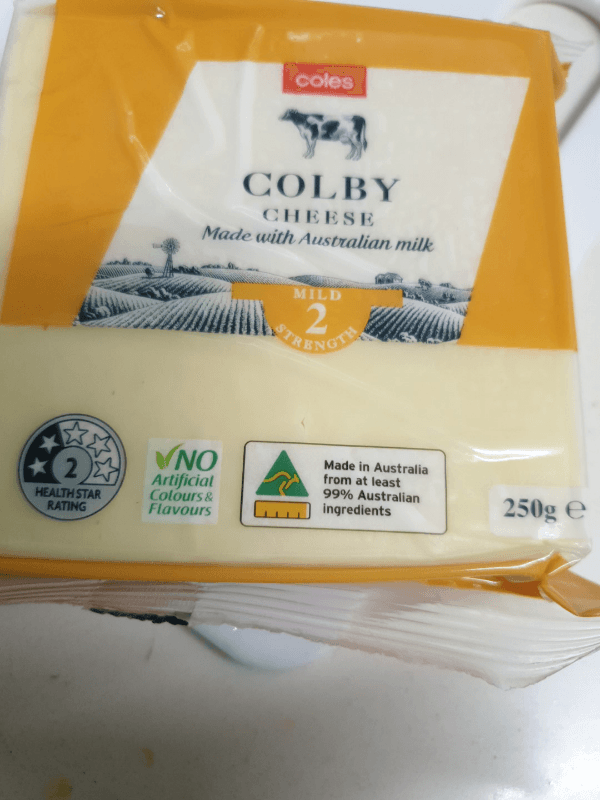 coles
COLBY
CHEESE
Made with Australian milk
MILD
2
STRENGTH
2
HEALTH STAR
RATING
NO
Artificial
Colours &
Flavours
Made in Australia
from at least
99% Australian
ingredients
250g e